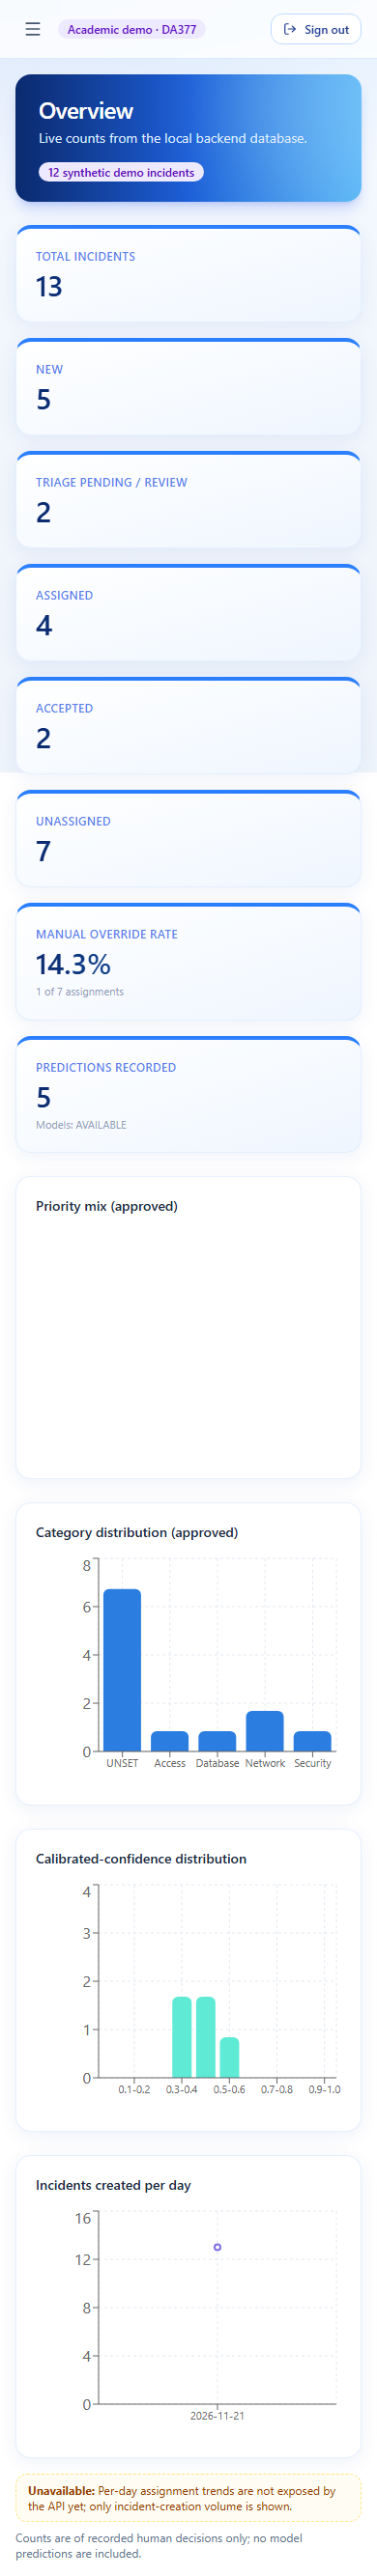 Academic demo · DA377
Sign out
Overview
Live counts from the local backend database.
12 synthetic demo incidents
TOTAL INCIDENTS
13
NEW
5
TRIAGE PENDING / REVIEW
2
ASSIGNED
4
ACCEPTED
2
UNASSIGNED
7
MANUAL OVERRIDE RATE
14.3%
1 of 7 assignments
PREDICTIONS RECORDED
5
Models: AVAILABLE
Priority mix (approved)
Category distribution (approved)
8
6
4
2
0
UNSET Access Database Network Security
Calibrated-confidence distribution
4
3
2
1
0
0.1-0.2 0.3-0.4 0.5-0.6 0.7-0.8 0.9-1.0
Incidents created per day
16
12
8
4
0
2026-11-21
Unavailable: Per-day assignment trends are not exposed by
the API yet; only incident-creation volume is shown.
Counts are of recorded human decisions only; no model
predictions are included.